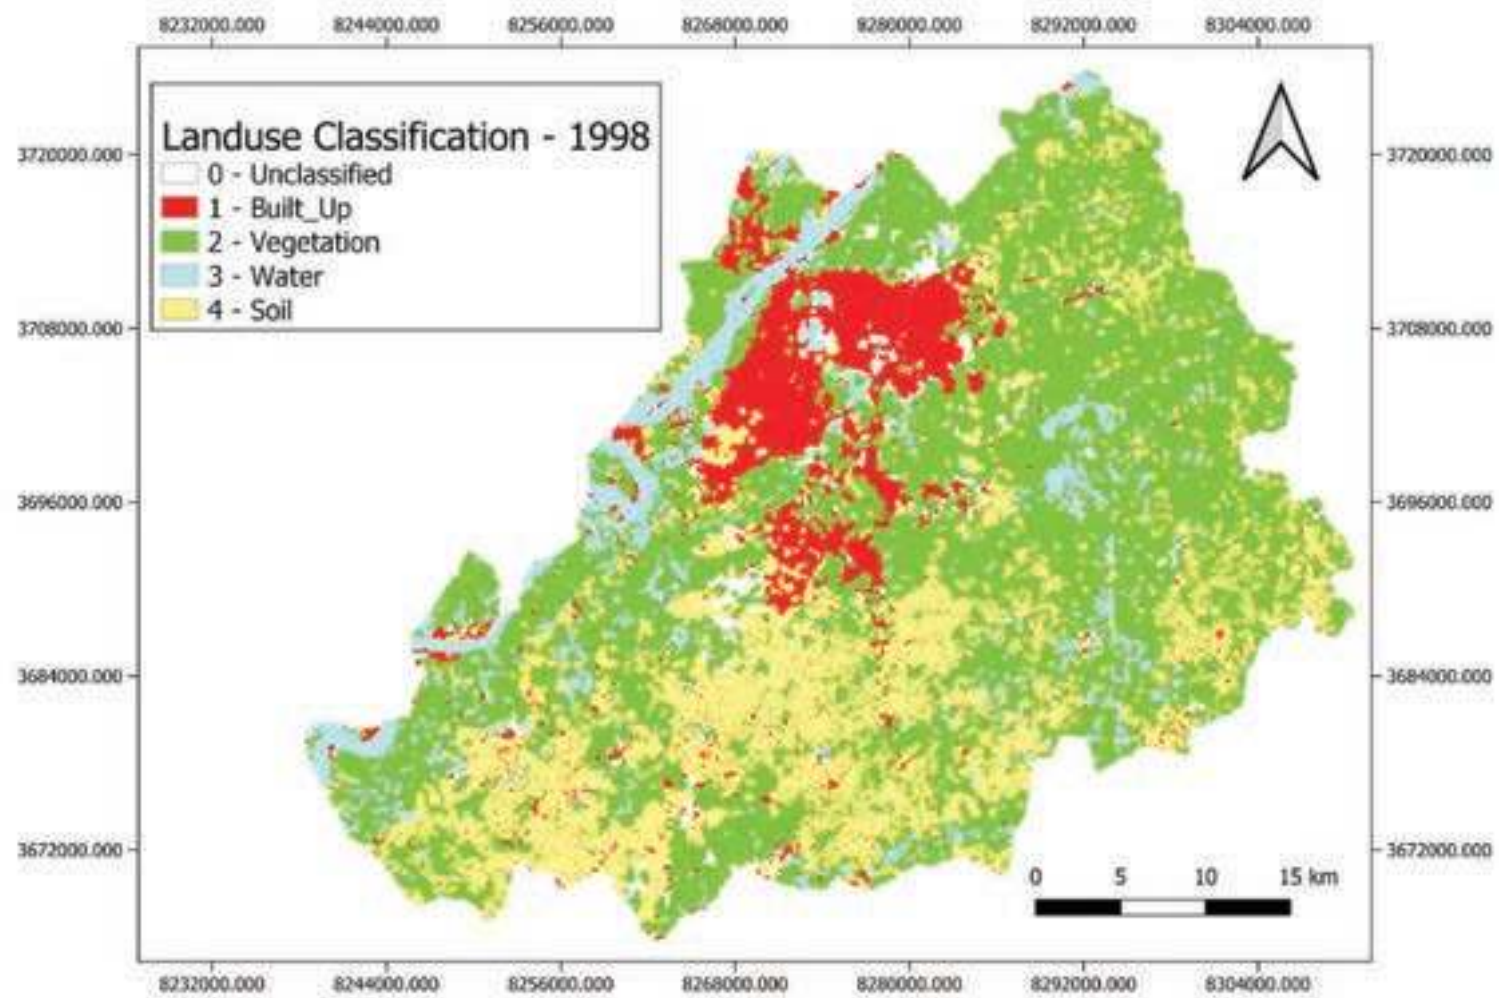 8232000.000 8244000.000 8256000.000 8268000.000 8280000.000 8292000.000 8304000.000
Landuse Classification - 1998
0 - Unclassified
1 - Built_Up
2 - Vegetation
3 - Water
4 - Soil
3720000.000 3720000.000
3708000.000 3708000.000
3696000.000 3696000.000
3684000.000 3684000.000
3672000.000 3672000.000
0 5 10 15 km
8232000.000 8244000.000 8256000.000 8268000.000 8280000.000 8292000.000 8304000.000